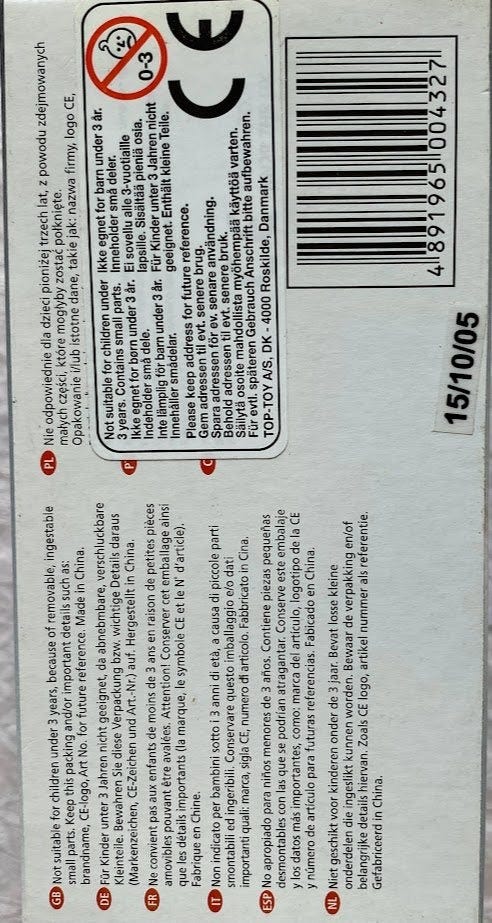 GB Not suitable for children under 3 years, because of removable, ingestable
small parts. Keep this packing and/or important details such as:
brandname, CE-logo, Art No. for future reference. Made in China.
DE Für Kinder unter 3 Jahren nicht geeignet, da abnebmbare, verschluckbare
Kleinteile. Bewahren Sie diese Verpackung bzw. wichtige Details daraus
(Markenzeichen, CE-Zeichen und Art.-Nr.) auf. Hergestellt in China.
FR Ne convient pas aux enfants de moins de 3 ans en raison de petites pièces
amovibles pouvant être avalées. Attention! Conserver cet emballage ainsi
que les détails importants (la marque, le symbole CE et le N' d'article).
Fabrique en Chine.
IT Non indicato per bambini sotto i 3 anni di età, a causa di piccole parti
smontabili ed ingeribili. Conservare questo imballaggio e/o dati
importanti quali: marca, sigla CE, numero di articolo. Fabbricato in Cina.
ESP No apropiado para niños menores de 3 años. Contiene piezas pequeñas
desmontables con las que se podrían atragantar. Conserve este embalaje
y los datos más importantes, como: marca del artículo, logotipo de la CE
y número de artículo para futuras referencias. Fabicado en China.
NL Niet geschikt voor kinderen onder de 3 jaar. Bevat losse kleine
onderdelen die ingeslikt kunnen worden. Bewaar de verpakking en/of
belangrijke details hiervan. Zoals CE logo, artikel nummer als referentie.
Gefabriceerd in China.
PL Nie odpowiednie dla dzieci pioniżej trzech lat, z powodu zdejmowanych
małych części, które mogłyby zostać połknięte.
Opakowanie i/lub istotne dane, takie jak: nazwa firmy, logo CE,
0-3
CE
Not suitable for children under
3 years. Contains small parts.
Ikke egnet for børn under 3 år.
Indeholder små dele.
Inte lämplig för barn under 3 år.
Innehåller smådelar.
Ikke egnet for barn under 3 år.
Inneholder små deler.
Ei sovellu alle 3-vuotiaille
lapsille. Sisältää pieniä osia.
Für Kinder unter 3 Jahren nicht
geeignet. Enthält kleine Teile.
Please keep address for future reference.
Gem adressen til evt. senere brug.
Spara adressen för ev. senare användning.
Behold adressen til evt. senere bruk.
Säilytä osoite mahdollista myöhempää käyttöä varten.
Für evtl. späteren Gebrauch Anschrift bitte aufbewahren.
TOP-TOY A/S, DK - 4000 Roskilde, Danmark
4 891965 004327
15/10/05